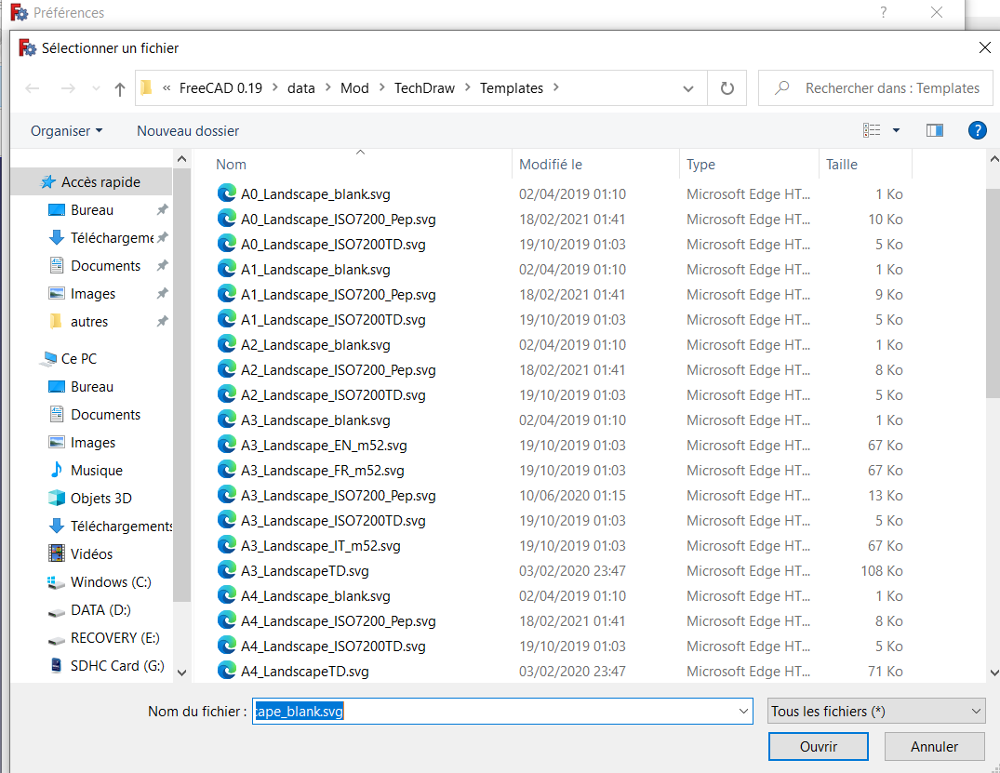 Préférences ?
Sélectionner un fichier
« FreeCAD 0.19 > data > Mod > TechDraw > Templates > Rechercher dans : Templates
Organiser Nouveau dossier ?
Nom Modifié le Type Taille
Accès rapide
Bureau
Téléchargeme
Documents
Images
autres
Ce PC
Bureau
Documents
Images
Musique
Objets 3D
Téléchargements
Vidéos
Windows (C:)
DATA (D:)
RECOVERY (E:)
SDHC Card (G:)
A0_Landscape_blank.svg 02/04/2019 01:10 Microsoft Edge HT... 1 Ko
A0_Landscape_ISO7200_Pep.svg 18/02/2021 01:41 Microsoft Edge HT... 10 Ko
A0_Landscape_ISO7200TD.svg 19/10/2019 01:03 Microsoft Edge HT... 5 Ko
A1_Landscape_blank.svg 02/04/2019 01:10 Microsoft Edge HT... 1 Ko
A1_Landscape_ISO7200_Pep.svg 18/02/2021 01:41 Microsoft Edge HT... 9 Ko
A1_Landscape_ISO7200TD.svg 19/10/2019 01:03 Microsoft Edge HT... 5 Ko
A2_Landscape_blank.svg 02/04/2019 01:10 Microsoft Edge HT... 1 Ko
A2_Landscape_ISO7200_Pep.svg 18/02/2021 01:41 Microsoft Edge HT... 8 Ko
A2_Landscape_ISO7200TD.svg 19/10/2019 01:03 Microsoft Edge HT... 5 Ko
A3_Landscape_blank.svg 02/04/2019 01:10 Microsoft Edge HT... 1 Ko
A3_Landscape_EN_m52.svg 19/10/2019 01:03 Microsoft Edge HT... 67 Ko
A3_Landscape_FR_m52.svg 19/10/2019 01:03 Microsoft Edge HT... 67 Ko
A3_Landscape_ISO7200_Pep.svg 10/06/2020 01:15 Microsoft Edge HT... 13 Ko
A3_Landscape_ISO7200TD.svg 19/10/2019 01:03 Microsoft Edge HT... 5 Ko
A3_Landscape_IT_m52.svg 19/10/2019 01:03 Microsoft Edge HT... 67 Ko
A3_LandscapeTD.svg 03/02/2020 23:47 Microsoft Edge HT... 108 Ko
A4_Landscape_blank.svg 02/04/2019 01:10 Microsoft Edge HT... 1 Ko
A4_Landscape_ISO7200_Pep.svg 18/02/2021 01:41 Microsoft Edge HT... 8 Ko
A4_Landscape_ISO7200TD.svg 19/10/2019 01:03 Microsoft Edge HT... 5 Ko
A4_LandscapeTD.svg 03/02/2020 23:47 Microsoft Edge HT... 71 Ko
Nom du fichier : cape_blank.svg Tous les fichiers (*)
Ouvrir Annuler